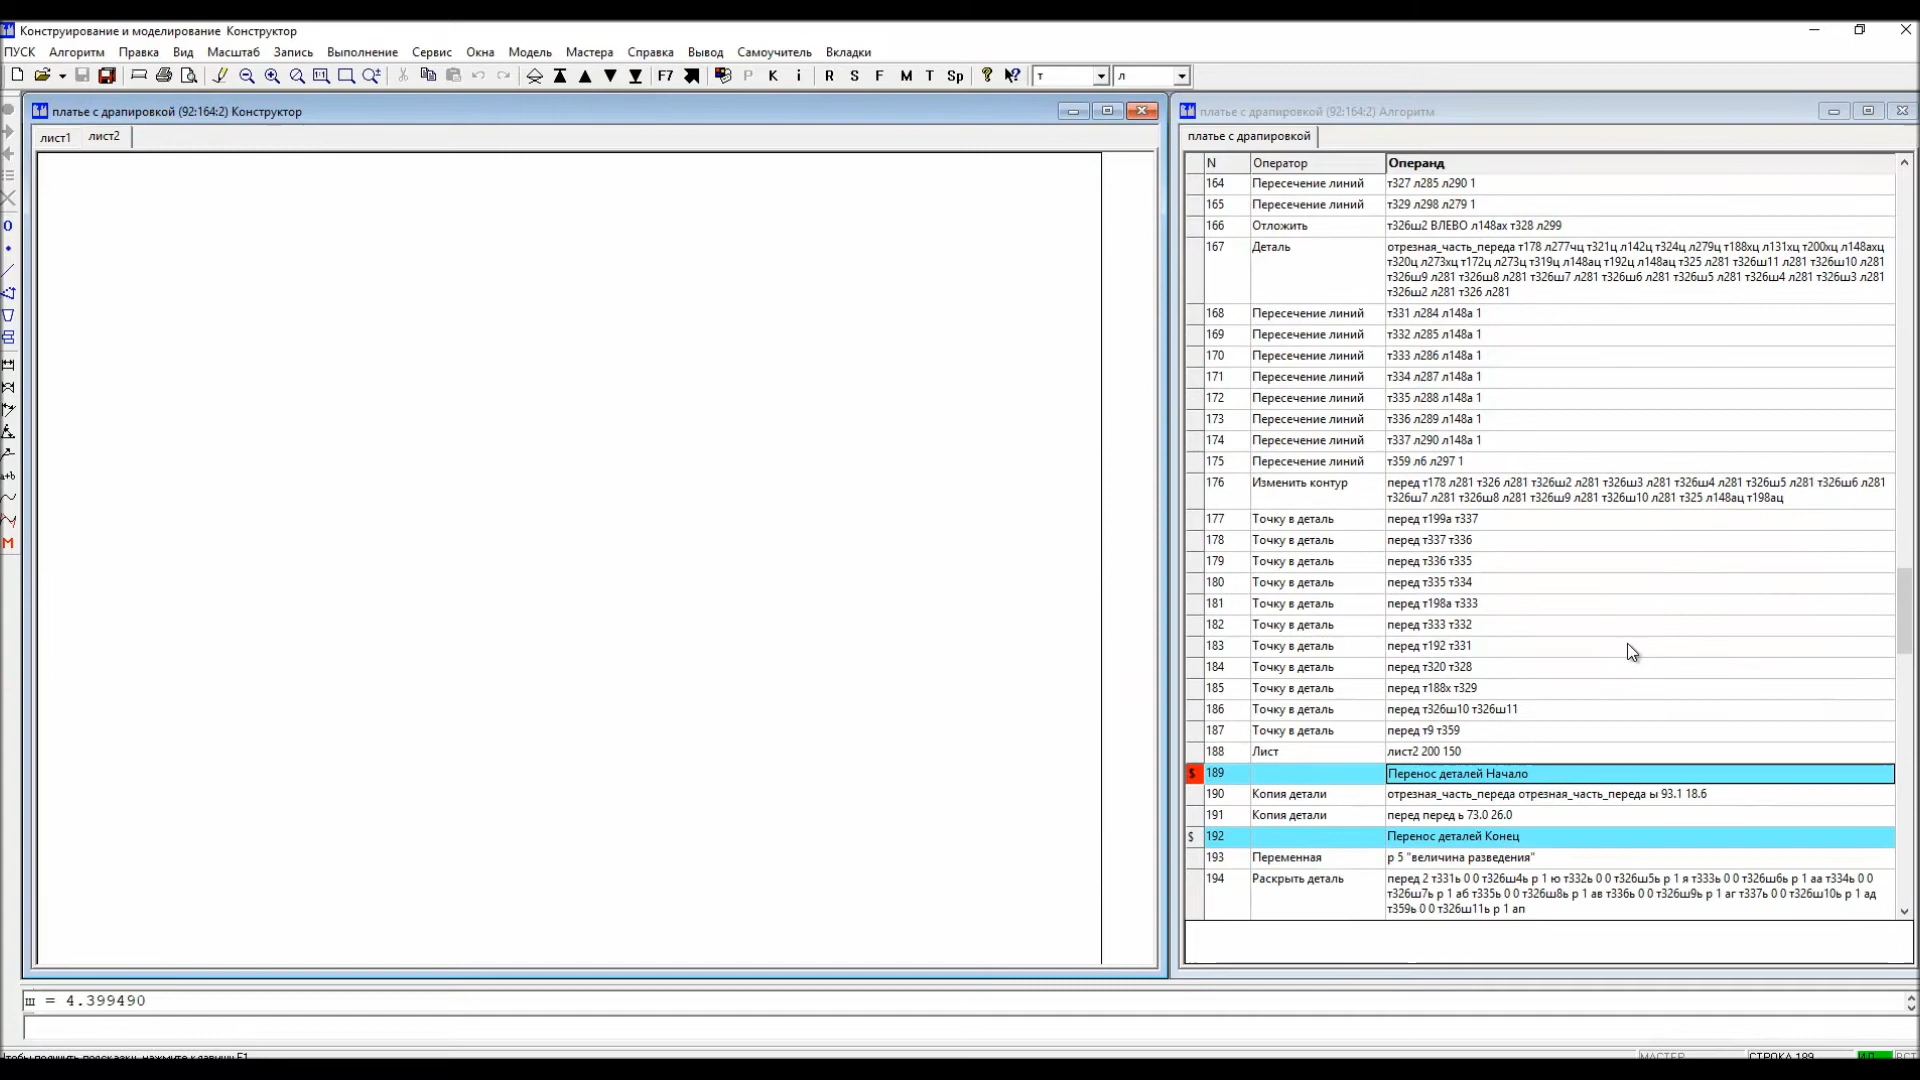 Конструирование и моделирование Конструктор
ПУСК Алгоритм Правка Вид Масштаб Запись Выполнение Сервис Окна Модель Мастера Справка Вывод Самоучитель Вкладки
F7 P K i R S F M T Sp т л
платье с драпировкой (92:164:2) Конструктор
лист1 лист2
платье с драпировкой (92:164:2) Алгоритм
платье с драпировкой
N Оператор Операнд
164 Пересечение линий т327 л285 л290 1
165 Пересечение линий т329 л298 л279 1
166 Отложить т326ш2 ВЛЕВО л148ах т328 л299
167 Деталь отрезная_часть_переда т178 л277чц т321ц л142ц т324ц л279ц т188хц л131хц т200хц л148ахц
т320ц л273хц т172ц л273ц т319ц л148ац т192ц л148ац т325 л281 т326ш11 л281 т326ш10 л281
т326ш9 л281 т326ш8 л281 т326ш7 л281 т326ш6 л281 т326ш5 л281 т326ш4 л281 т326ш3 л281
т326ш2 л281 т326 л281
168 Пересечение линий т331 л284 л148а 1
169 Пересечение линий т332 л285 л148а 1
170 Пересечение линий т333 л286 л148а 1
171 Пересечение линий т334 л287 л148а 1
172 Пересечение линий т335 л288 л148а 1
173 Пересечение линий т336 л289 л148а 1
174 Пересечение линий т337 л290 л148а 1
175 Пересечение линий т359 л6 л297 1
176 Изменить контур перед т178 л281 т326 л281 т326ш2 л281 т326ш3 л281 т326ш4 л281 т326ш5 л281 т326ш6 л281
т326ш7 л281 т326ш8 л281 т326ш9 л281 т326ш10 л281 т325 л148ац т198ац
177 Точку в деталь перед т199а т337
178 Точку в деталь перед т337 т336
179 Точку в деталь перед т336 т335
180 Точку в деталь перед т335 т334
181 Точку в деталь перед т198а т333
182 Точку в деталь перед т333 т332
183 Точку в деталь перед т192 т331
184 Точку в деталь перед т320 т328
185 Точку в деталь перед т188х т329
186 Точку в деталь перед т326ш10 т326ш11
187 Точку в деталь перед т9 т359
188 Лист лист2 200 150
$ 189 Перенос деталей Начало
190 Копия детали отрезная_часть_переда отрезная_часть_переда ы 93.1 18.6
191 Копия детали перед перед ь 73.0 26.0
$ 192 Перенос деталей Конец
193 Переменная р 5 "величина разведения"
194 Раскрыть деталь перед 2 т331ь 0 0 т326ш4ь р 1 ю т332ь 0 0 т326ш5ь р 1 я т333ь 0 0 т326ш6ь р 1 аа т334ь 0 0
т326ш7ь р 1 аб т335ь 0 0 т326ш8ь р 1 ав т336ь 0 0 т326ш9ь р 1 аг т337ь 0 0 т326ш10ь р 1 ад
т359ь 0 0 т326ш11ь р 1 ап
a+b
M
ш = 4.399490
Чтобы получить подсказку, нажмите клавишу F1
МАСТЕР СТРОКА 189